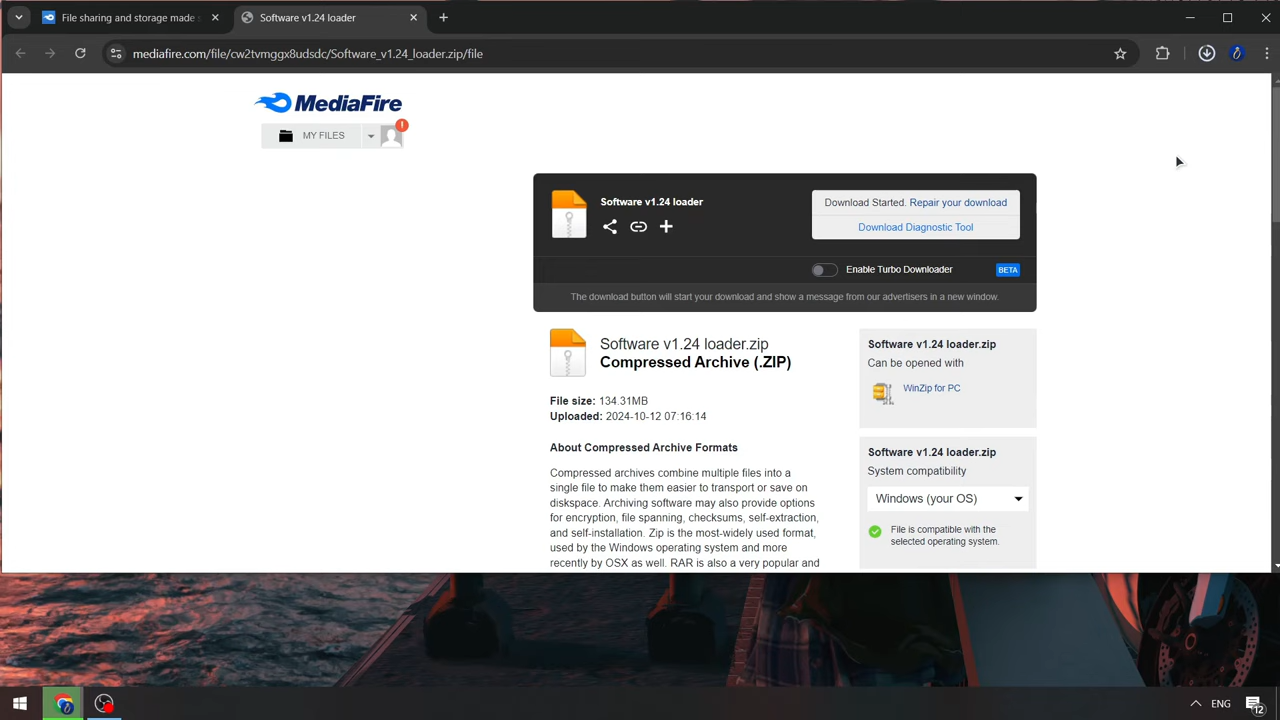 File sharing and storage made s
Software v1.24 loader
mediafire.com/file/cw2tvmggx8udsdc/Software_v1.24_loader.zip/file
MediaFire
MY FILES
!
Software v1.24 loader
Download Started. Repair your download
Download Diagnostic Tool
Enable Turbo Downloader
BETA
The download button will start your download and show a message from our advertisers in a new window.
Software v1.24 loader.zip
Compressed Archive (.ZIP)
File size: 134.31MB
Uploaded: 2024-10-12 07:16:14
About Compressed Archive Formats
Compressed archives combine multiple files into a
single file to make them easier to transport or save on
diskspace. Archiving software may also provide options
for encryption, file spanning, checksums, self-extraction,
and self-installation. Zip is the most-widely used format,
used by the Windows operating system and more
recently by OSX as well. RAR is also a very popular and
Software v1.24 loader.zip
Can be opened with
WinZip for PC
Software v1.24 loader.zip
System compatibility
Windows (your OS)
File is compatible with the
selected operating system.
ENG
12